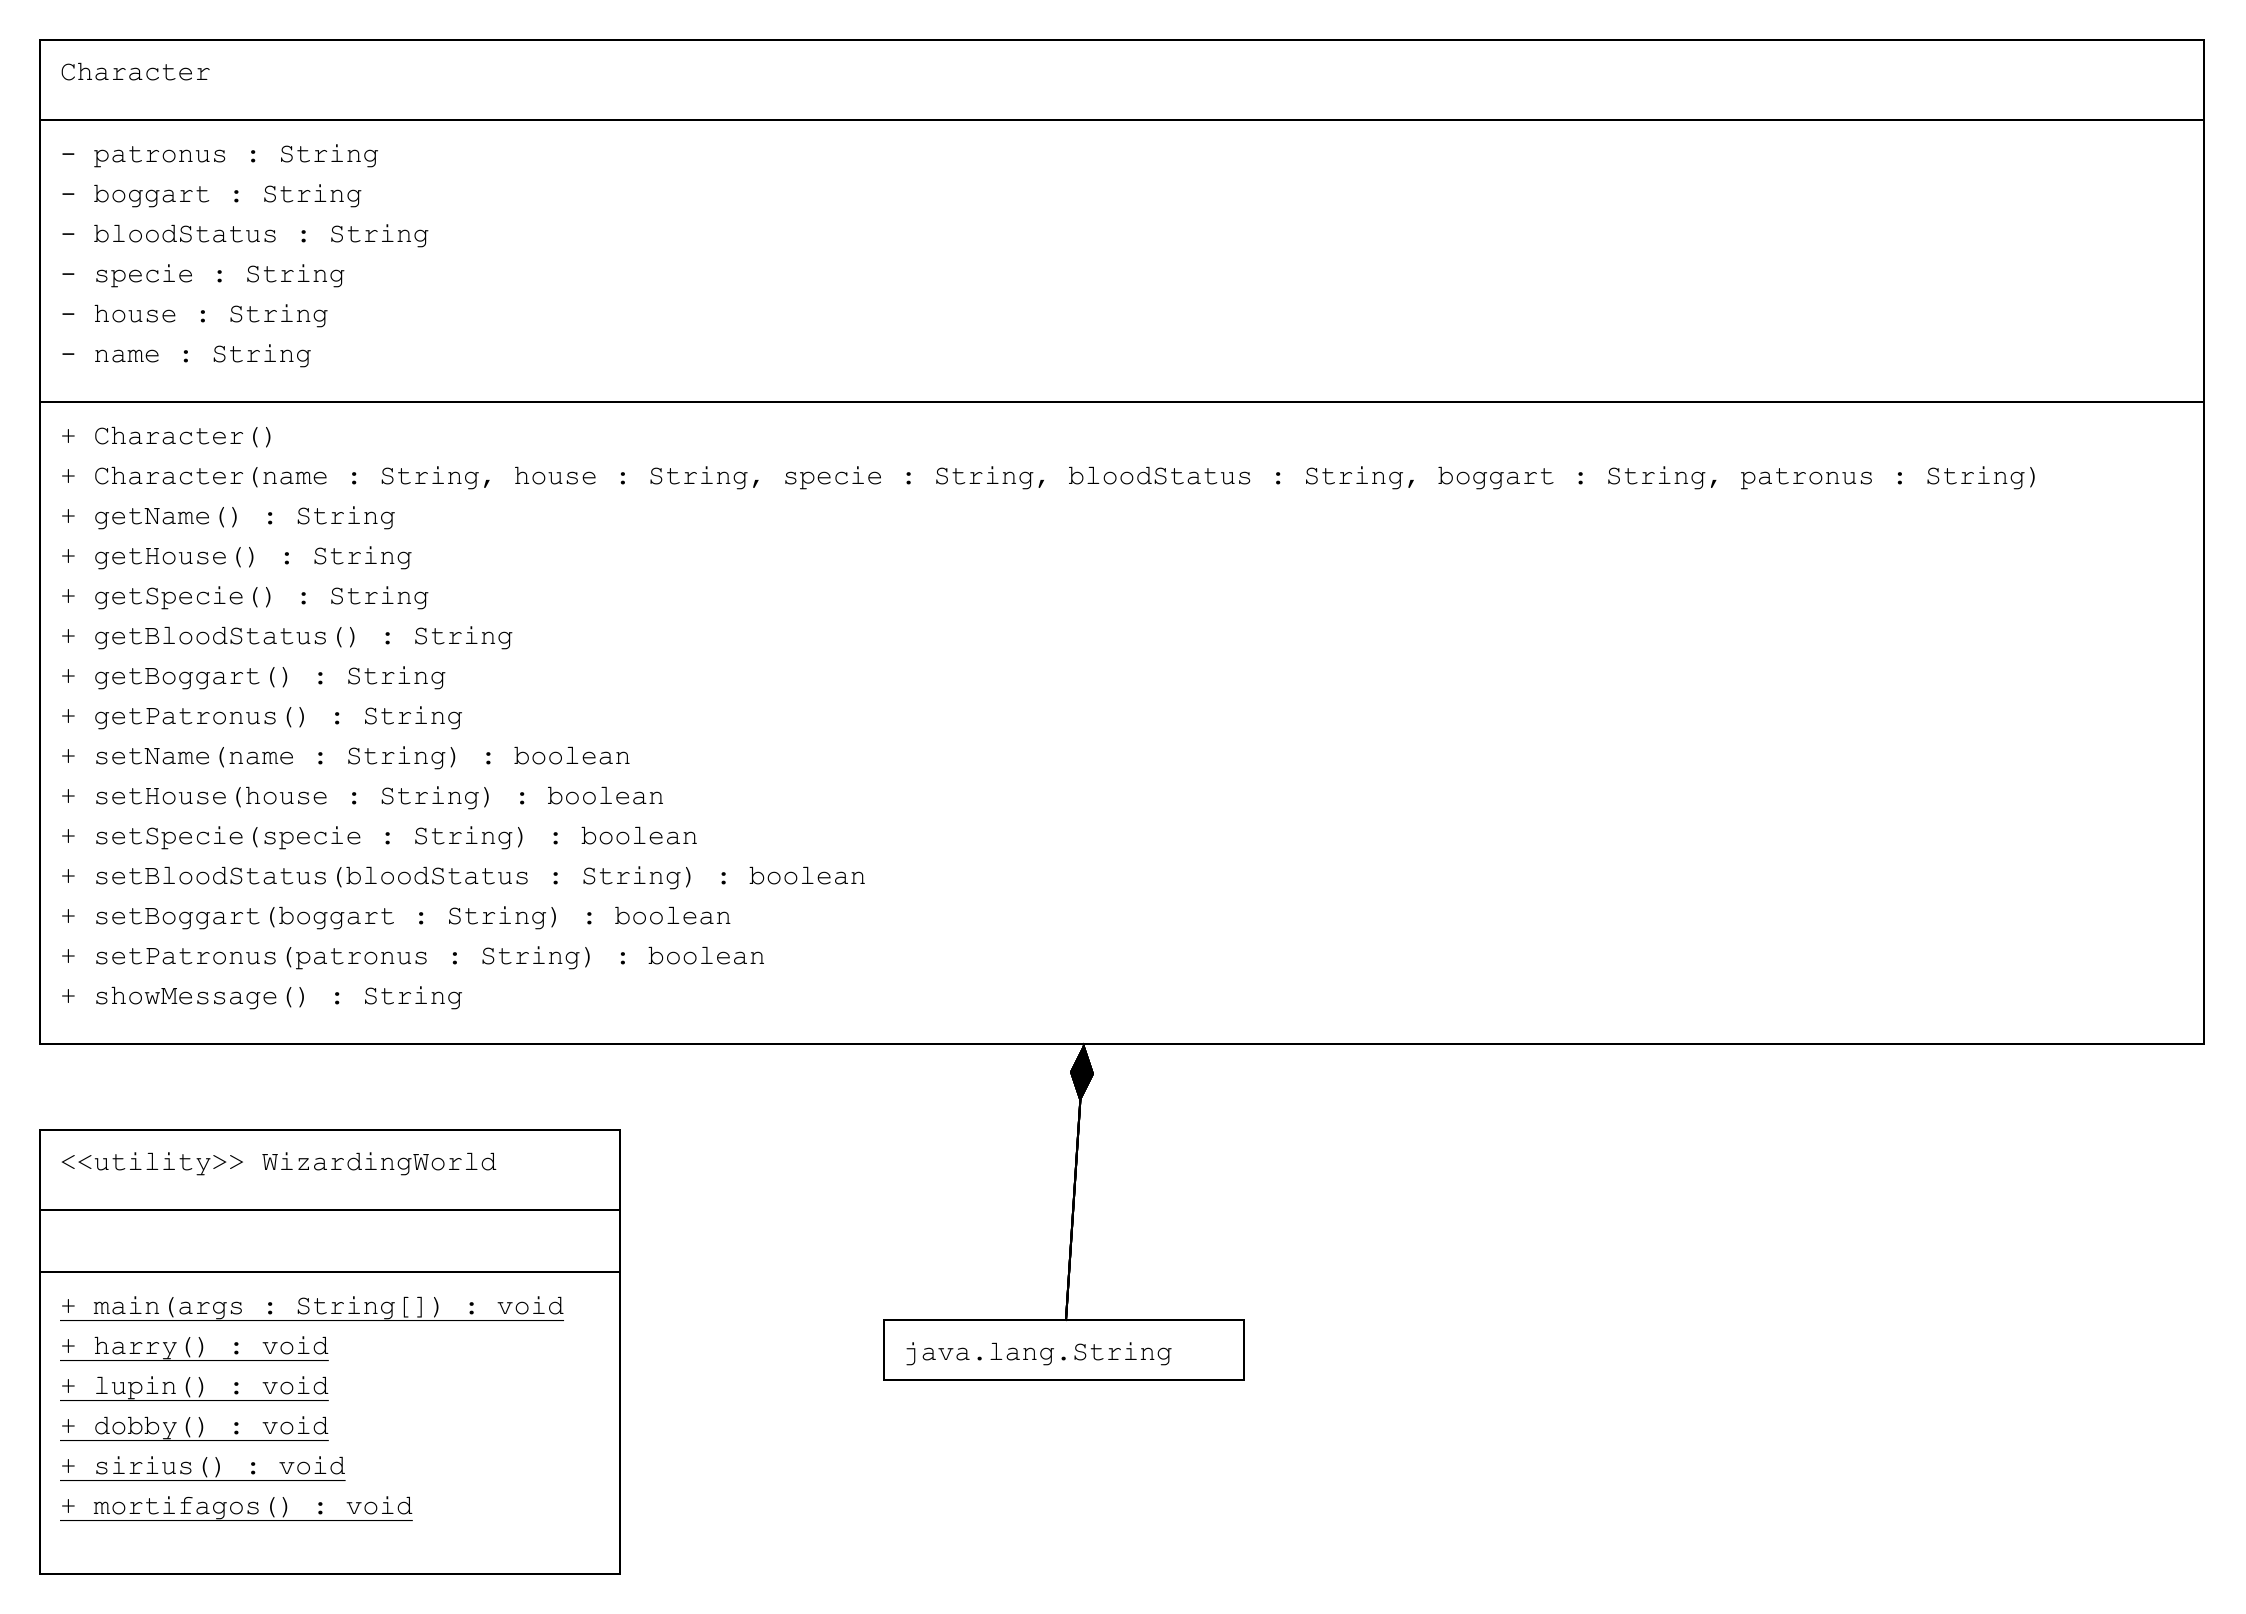 Character
- patronus : String
- boggart : String
- bloodStatus : String
- specie : String
- house : String
- name : String
+ Character()
+ Character(name : String, house : String, specie : String, bloodStatus : String, boggart : String, patronus : String)
+ getName() : String
+ getHouse() : String
+ getSpecie() : String
+ getBloodStatus() : String
+ getBoggart() : String
+ getPatronus() : String
+ setName(name : String) : boolean
+ setHouse(house : String) : boolean
+ setSpecie(specie : String) : boolean
+ setBloodStatus(bloodStatus : String) : boolean
+ setBoggart(boggart : String) : boolean
+ setPatronus(patronus : String) : boolean
+ showMessage() : String
<<utility>> WizardingWorld
+ main(args : String[]) : void
+ harry() : void
+ lupin() : void
+ dobby() : void
+ sirius() : void
+ mortifagos() : void
java.lang.String